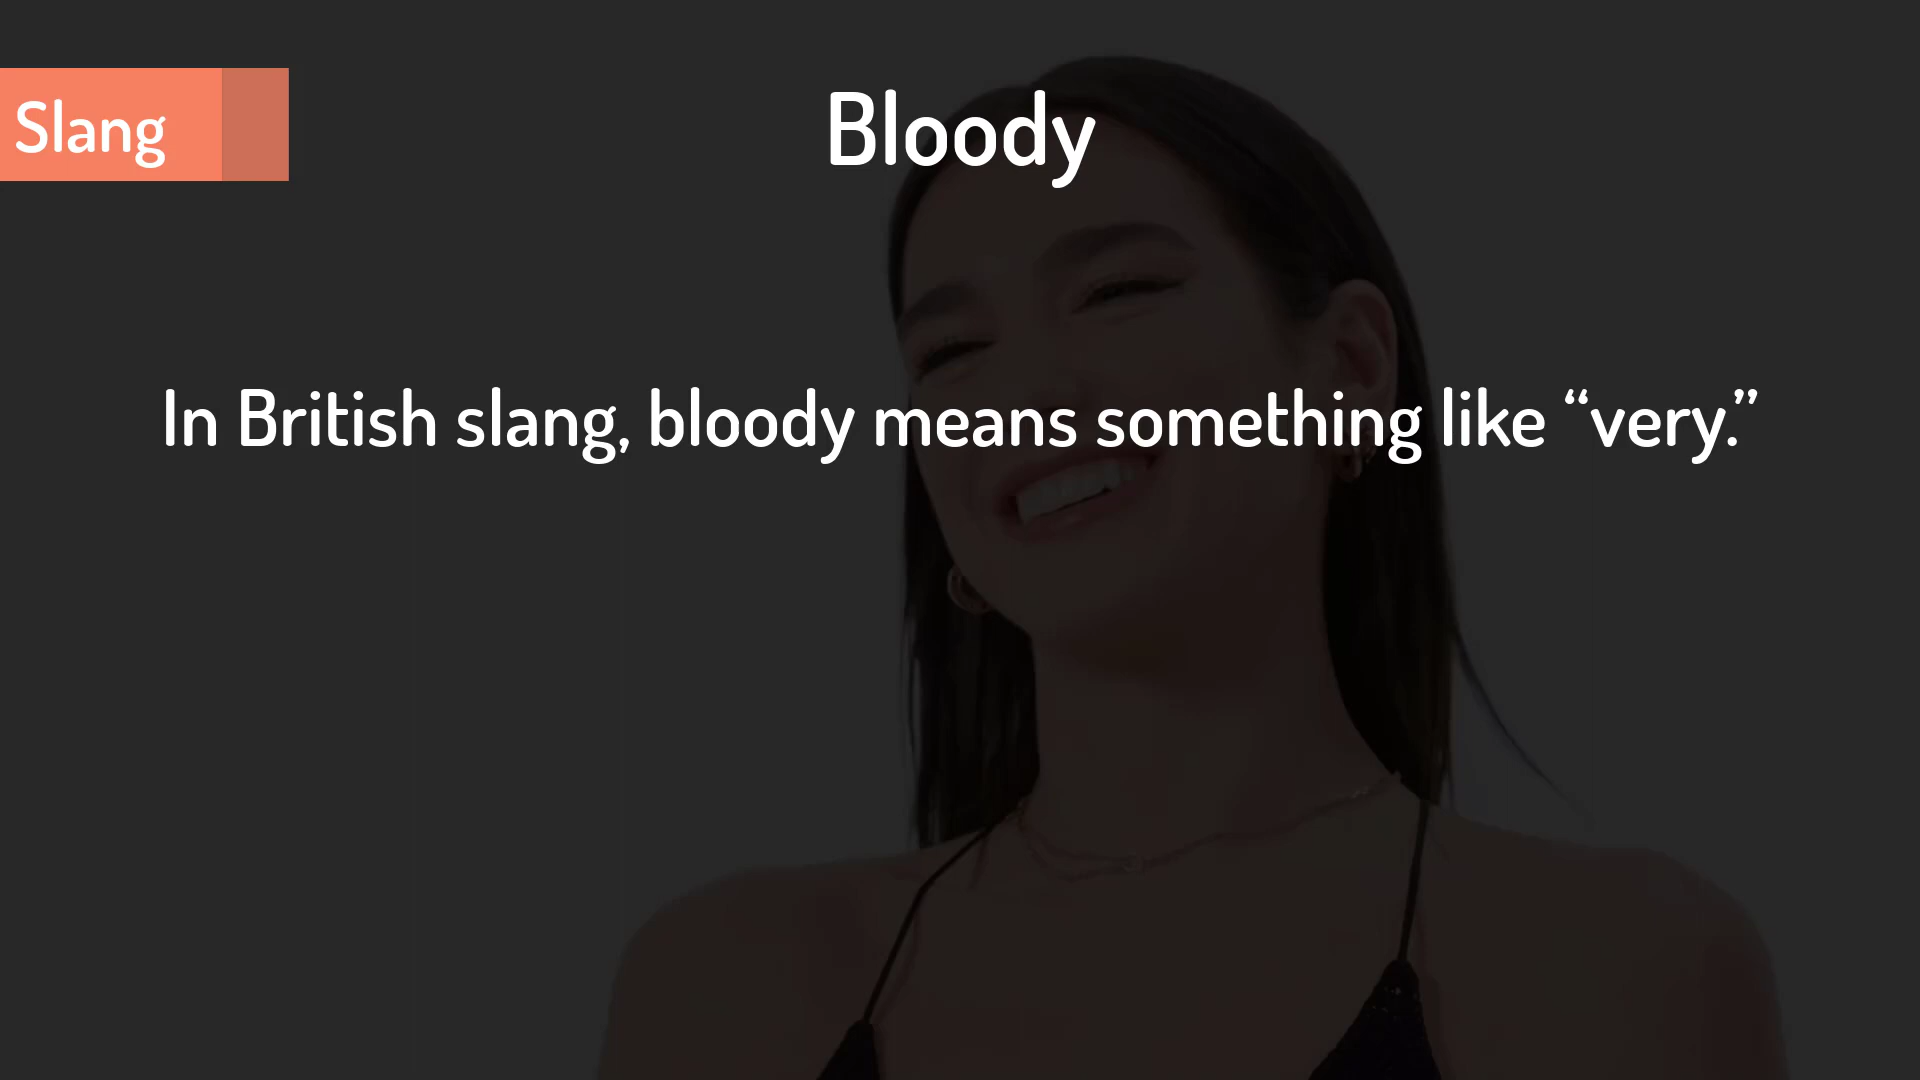 Slang
Bloody
In British slang, bloody means something like “very.”